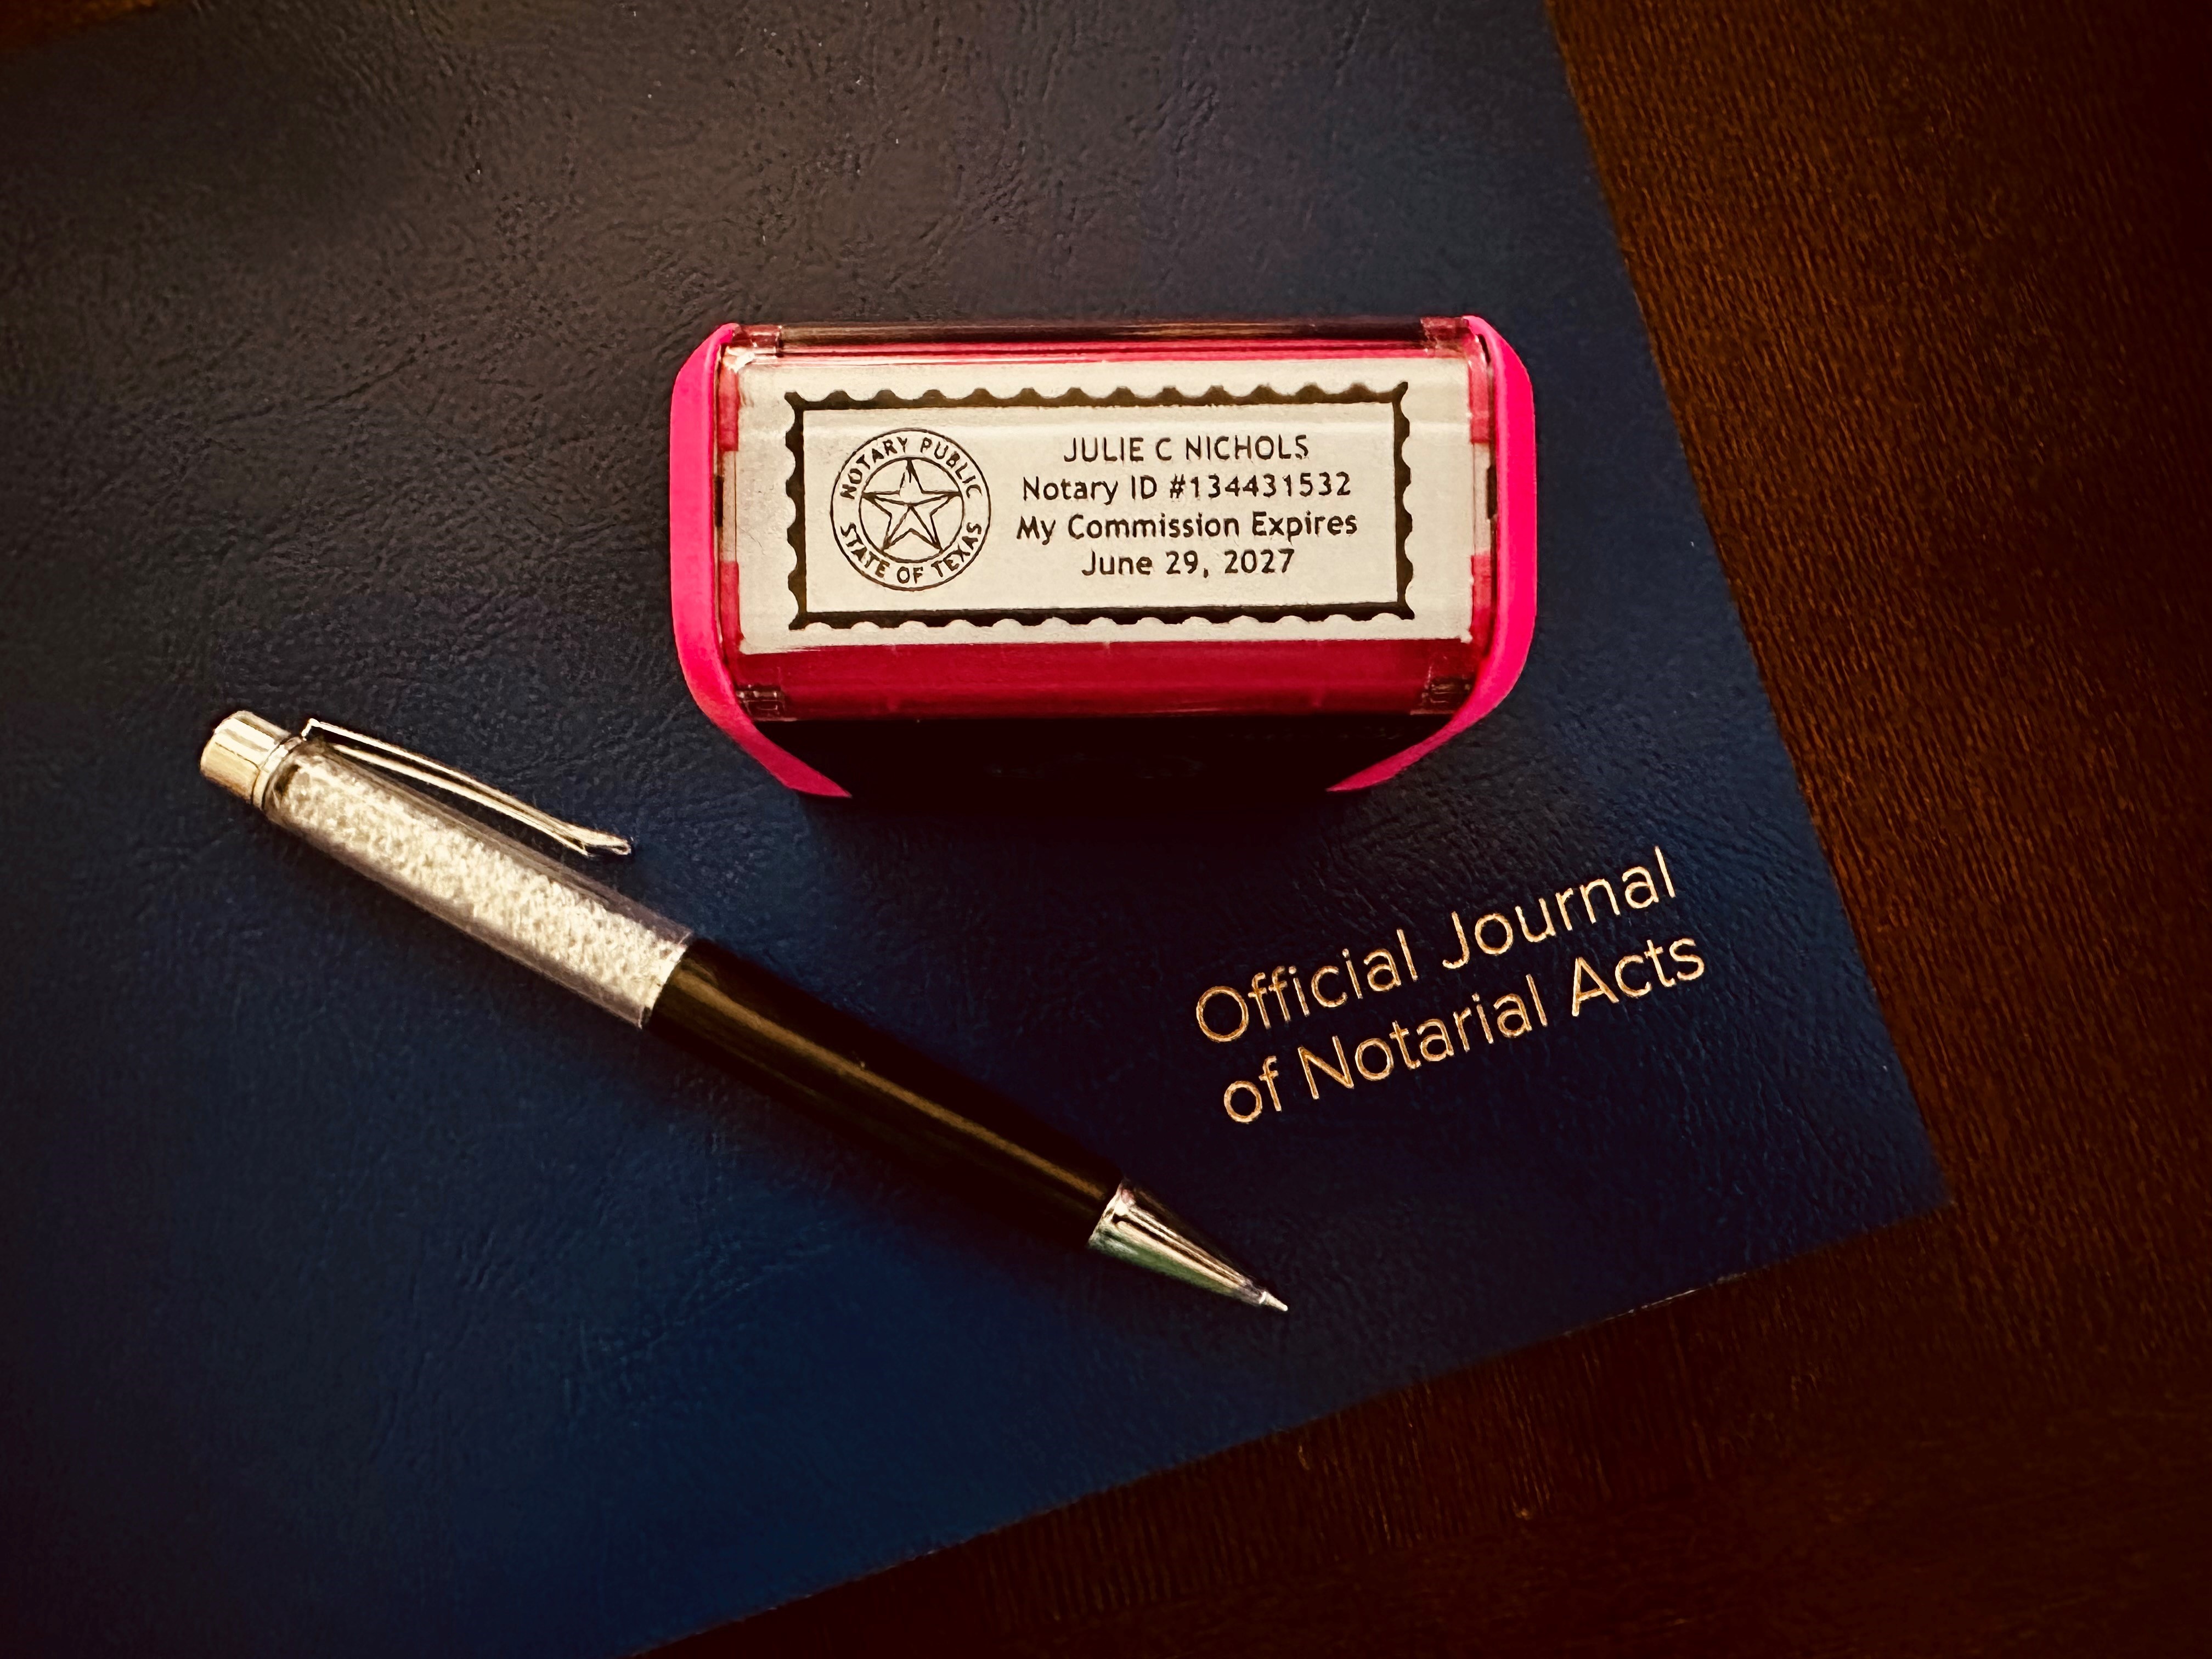 NOTARY PUBLIC
STATE OF TEXAS
JULIE C NICHOLS
Notary ID #134431532
My Commission Expires
June 29, 2027
Official Journal
of Notarial Acts